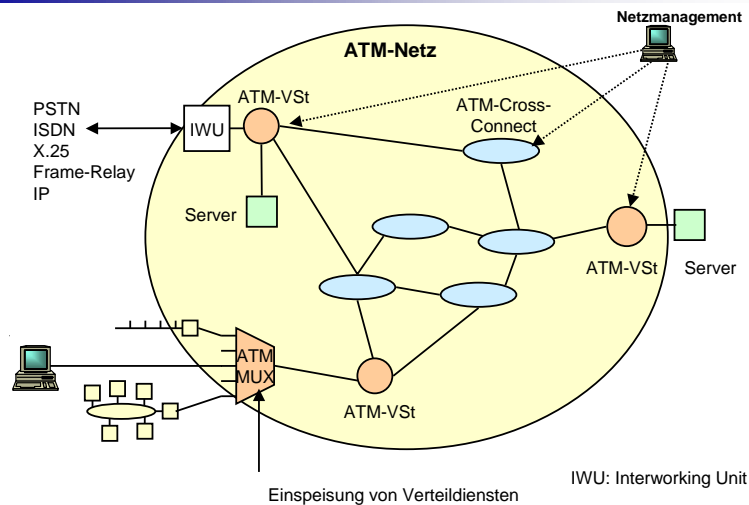 Netzmanagement
ATM-Netz
ATM-VSt
ATM-Cross-
Connect
PSTN
ISDN
X.25
Frame-Relay
IP
IWU
Server
ATM-VSt
Server
ATM
MUX
ATM-VSt
IWU: Interworking Unit
Einspeisung von Verteildiensten